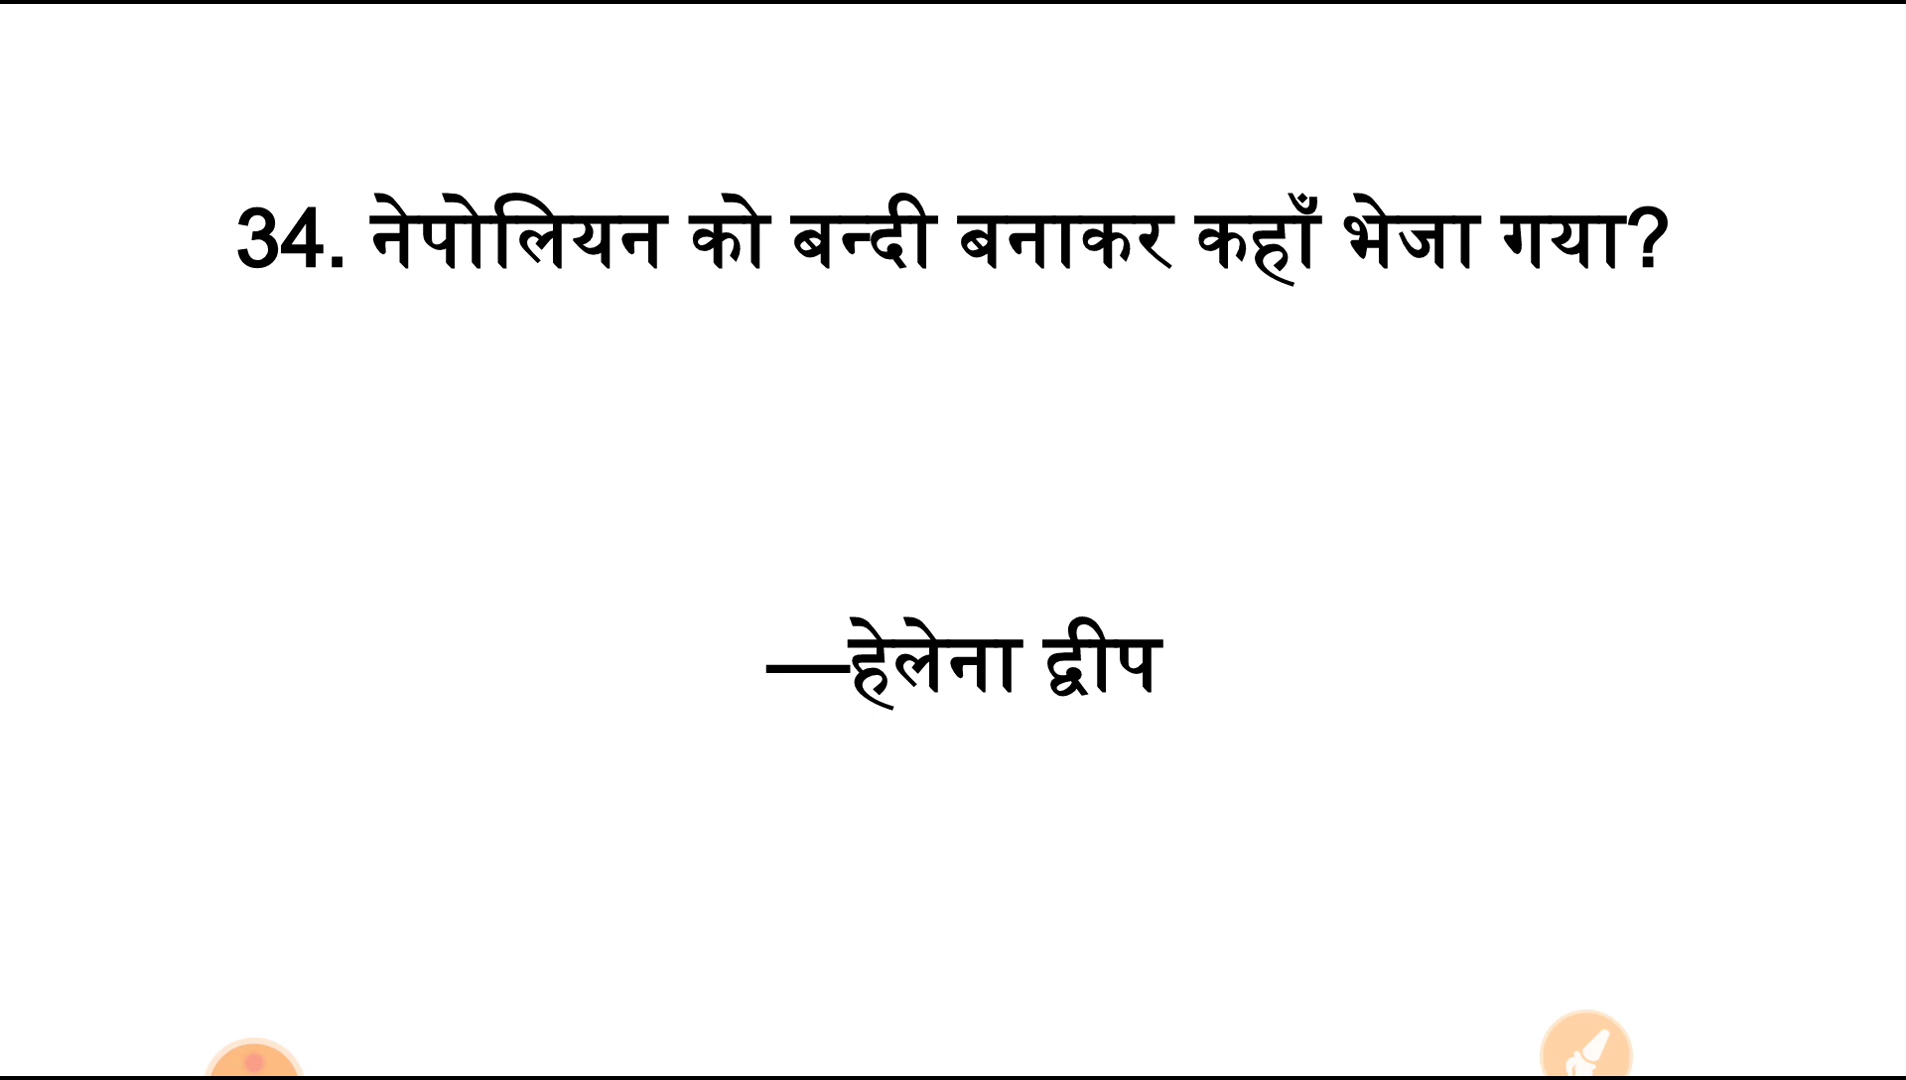 34. नेपोलियन को बन्दी बनाकर कहाँ भेजा गया?
—हेलेना द्वीप